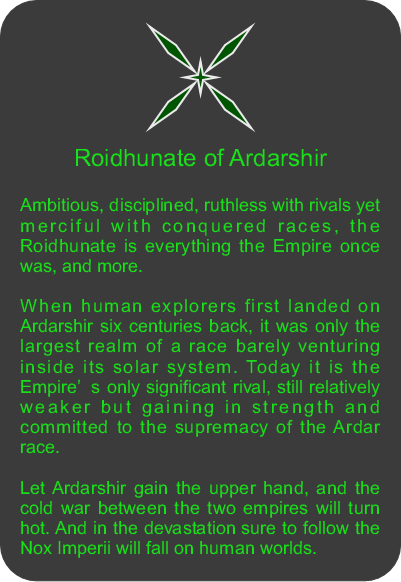 Roidhunate of Ardarshir
Ambitious, disciplined, ruthless with rivals yet
merciful with conquered races, the
Roidhunate is everything the Empire once
was, and more.
When human explorers first landed on
Ardarshir six centuries back, it was only the
largest realm of a race barely venturing
inside its solar system. Today it is the
Empire' s only significant rival, still relatively
weaker but gaining in strength and
committed to the supremacy of the Ardar
race.
Let Ardarshir gain the upper hand, and the
cold war between the two empires will turn
hot. And in the devastation sure to follow the
Nox Imperii will fall on human worlds.